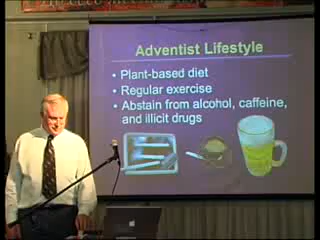 Adventist Lifestyle
• Plant-based diet
• Regular exercise
• Abstain from alcohol, caffeine,
and illicit drugs